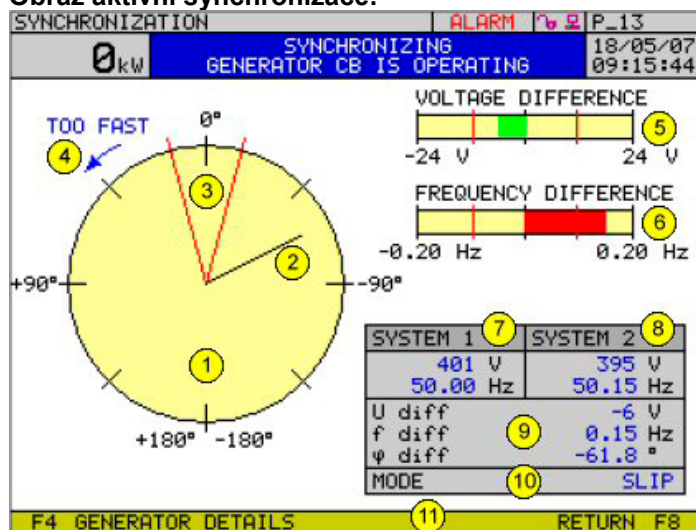 Obraz aktivní synchronizace:
SYNCHRONIZATION ALARM P_13
0 kW SYNCHRONIZING 18/05/07
GENERATOR CB IS OPERATING 09:15:44
VOLTAGE DIFFERENCE
TOO FAST 0°
4
5
-24 V 24 V
3
FREQUENCY DIFFERENCE
6
2
-0.20 Hz 0.20 Hz
+90° -90°
SYSTEM 1 7 SYSTEM 2 8
401 V 395 V
1
50.00 Hz 50.15 Hz
U diff -6 V
f diff 9 0.15 Hz
+180° -180°
φ diff -61.8 °
MODE 10 SLIP
F4 GENERATOR DETAILS 11 RETURN F8